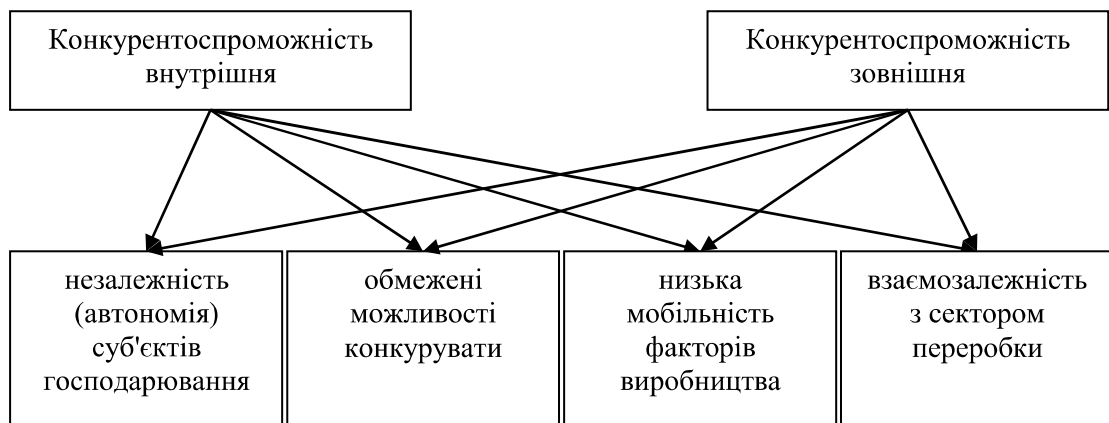 Конкурентоспроможність
внутрішня
Конкурентоспроможність
зовнішня
незалежність
(автономія)
суб'єктів
господарювання
обмежені
можливості
конкурувати
низька
мобільність
факторів
виробництва
взаємозалежність
з сектором
переробки